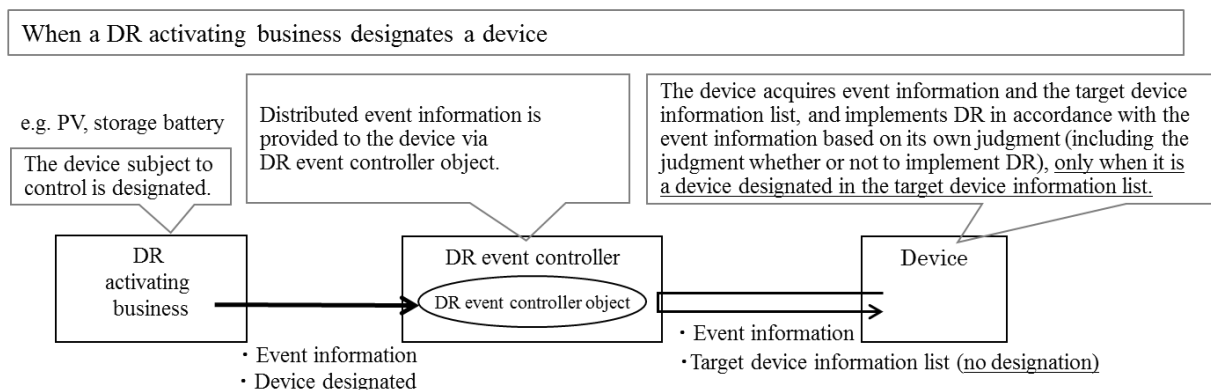 When a DR activating business designates a device
e.g. PV, storage battery
The device subject to
control is designated.
Distributed event information is
provided to the device via
DR event controller object.
The device acquires event information and the target device
information list, and implements DR in accordance with the
event information based on its own judgment (including the
judgment whether or not to implement DR), only when it is
a device designated in the target device information list.
DR
activating
business
DR event controller
DR event controller object
Device
・Event information
・Device designated
・Event information
・Target device information list (no designation)